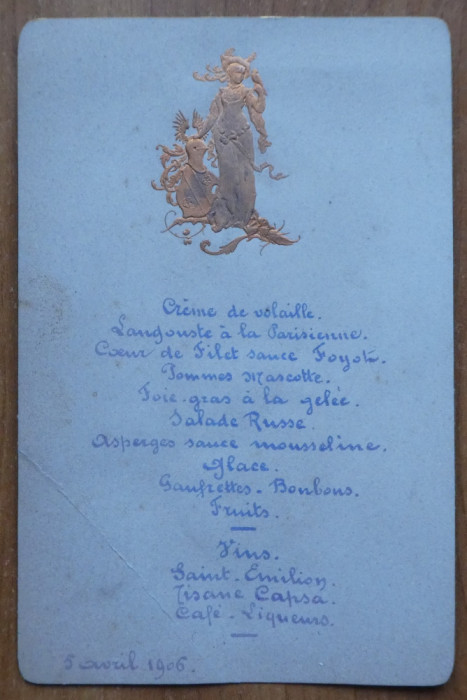 Crème de volaille.
Langouste à la Parisienne.
Cœur de Filet sauce Foyot.
Pommes Mascotte.
Foie-gras à la gelée.
Salade Russe.
Asperges sauce mousseline.
Glace.
Gaufrettes - Bonbons.
Fruits.
Vins.
Saint-Emilion.
Tisane Capsa.
Café - Liqueurs.
5 Avril 1906.